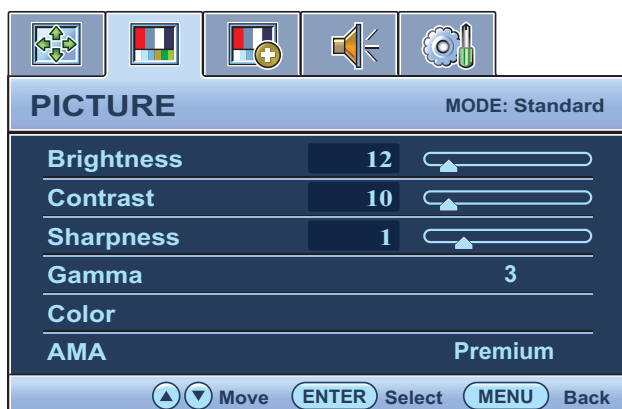 PICTURE MODE: Standard
Brightness 12
Contrast 10
Sharpness 1
Gamma 3
Color
AMA Premium
Move ENTER Select MENU Back